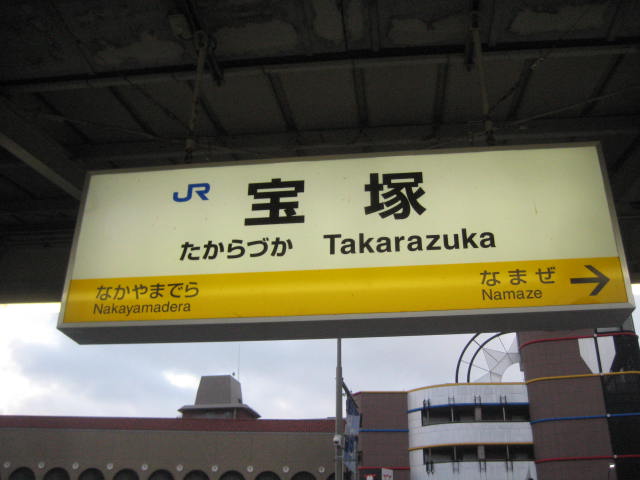 JR 宝塚
たからづか Takarazuka
なかやまでら なまぜ →
Nakayamadera Namaze